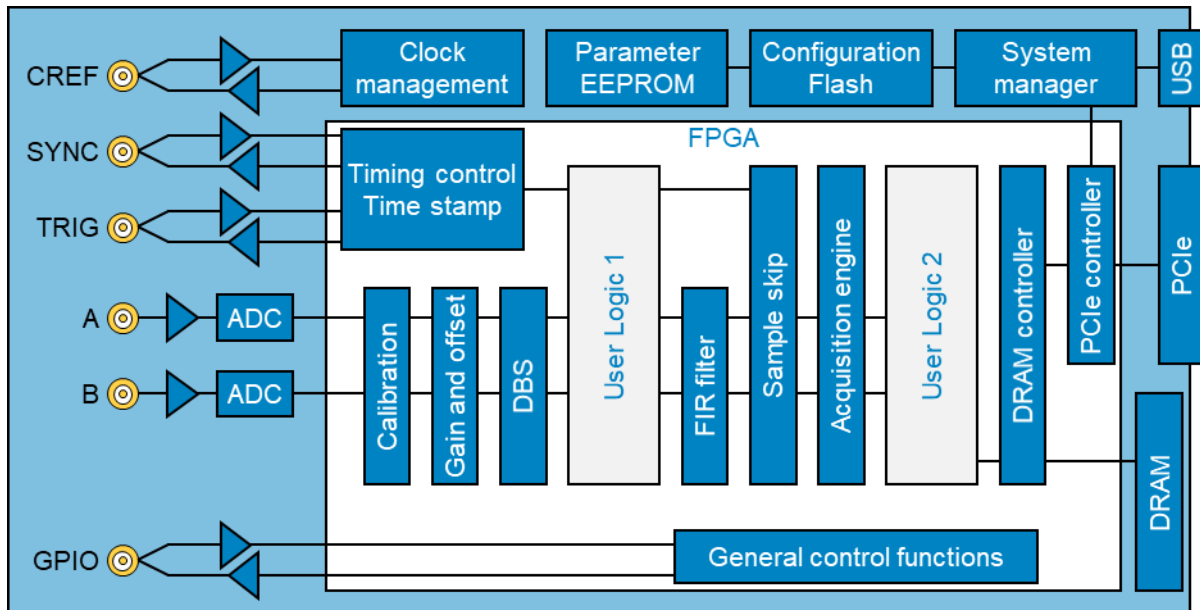 CREF
Clock
management
Parameter
EEPROM
Configuration
Flash
System
manager
USB
SYNC
TRIG
FPGA
Timing control
Time stamp
A
ADC
B
ADC
Calibration
Gain and offset
DBS
User Logic 1
FIR filter
Sample skip
Acquisition engine
User Logic 2
DRAM controller
PCIe controller
PCIe
DRAM
GPIO
General control functions